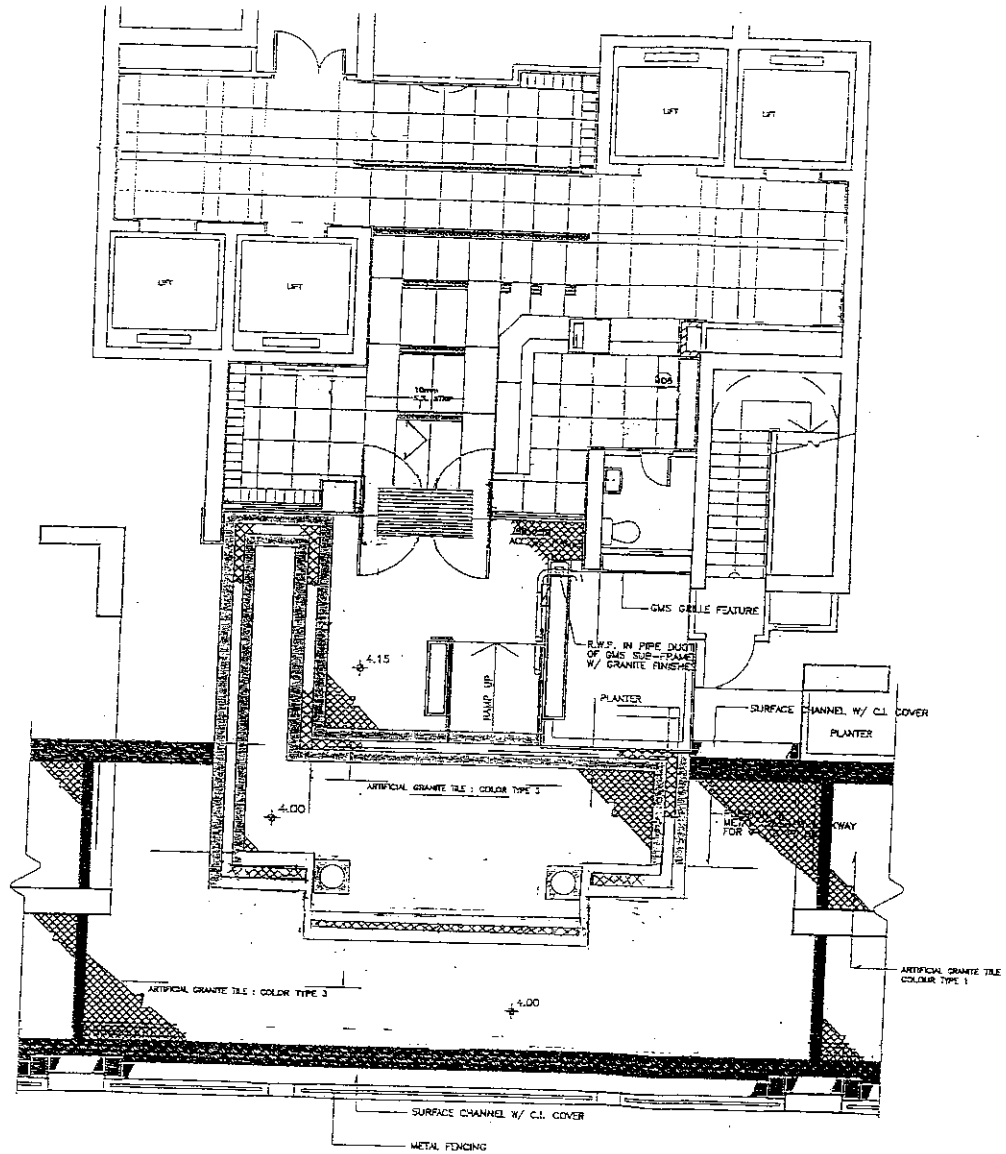 LIFT
LIFT
LIFT
LIFT
10mm
S.S. STRIP
GMS GRILLE FEATURE
R.W.P. IN PIPE DUCT
OF GMS SUB-FRAME
W/ GRANITE FINISHES
4.15
RAMP UP
PLANTER
SURFACE CHANNEL W/ C.I. COVER
PLANTER
ARTIFICIAL GRANITE TILE : COLOR TYPE 3
4.00
FOR
ARTIFICIAL GRANITE TILE
COLOUR TYPE 1
ARTIFICIAL GRANITE TILE : COLOR TYPE 3
4.00
SURFACE CHANNEL W/ C.I. COVER
METAL FENCING